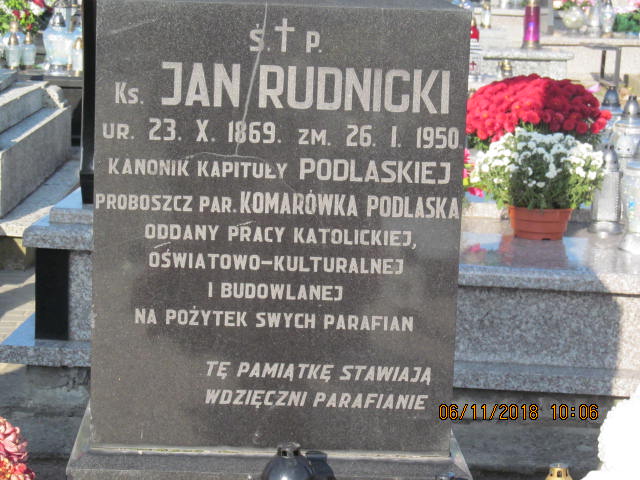 Ś. † P.
Ks. JAN RUDNICKI
UR. 23. X. 1869. ZM. 26. I. 1950.
KANONIK KAPITUŁY PODLASKIEJ
PROBOSZCZ PAR. KOMARÓWKA PODLASKA
ODDANY PRACY KATOLICKIEJ,
OŚWIATOWO-KULTURALNEJ
I BUDOWLANEJ
NA POŻYTEK SWYCH PARAFIAN
TĘ PAMIĄTKĘ STAWIAJĄ
WDZIĘCZNI PARAFIANIE
06/11/2018 10:06